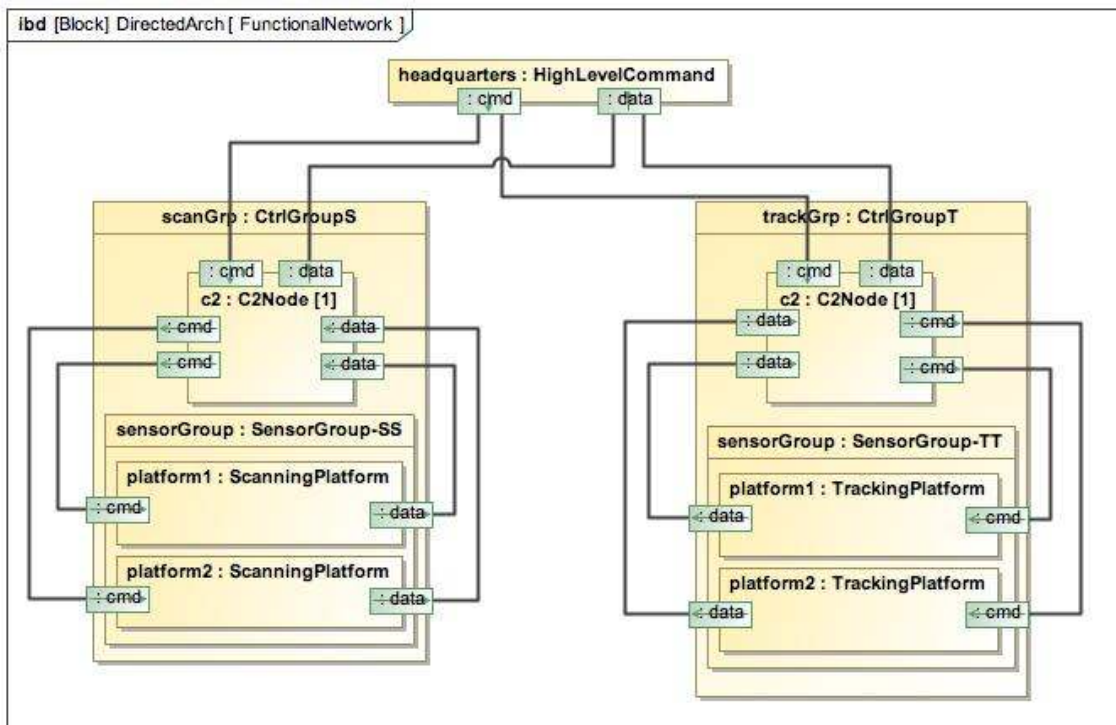 ibd [Block] DirectedArch [ FunctionalNetwork ]
headquarters : HighLevelCommand
: cmd
: data
scanGrp : CtrlGroupS
trackGrp : CtrlGroupT
: cmd
: data
: cmd
: data
c2 : C2Node [1]
c2 : C2Node [1]
: cmd
: data
: data
: cmd
: cmd
: data
: data
: cmd
sensorGroup : SensorGroup-SS
sensorGroup : SensorGroup-TT
platform1 : ScanningPlatform
platform1 : TrackingPlatform
: cmd
: data
: data
: cmd
platform2 : ScanningPlatform
platform2 : TrackingPlatform
: cmd
: data
: data
: cmd